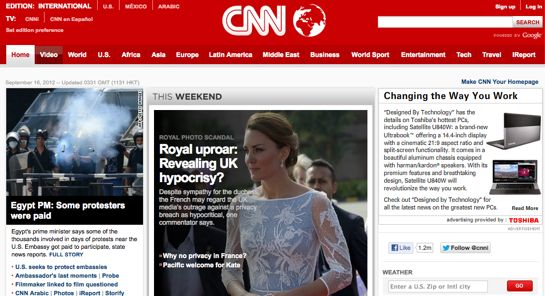 EDITION: INTERNATIONAL
U.S.
MÉXICO
ARABIC
TV:
CNNi
CNN en Español
Set edition preference
CNN
Sign up
Log in
SEARCH
POWERED BY Google
Home
Video
World
U.S.
Africa
Asia
Europe
Latin America
Middle East
Business
World Sport
Entertainment
Tech
Travel
iReport
September 16, 2012 -- Updated 0331 GMT (1131 HKT)
Make CNN Your Homepage
Egypt PM: Some protesters
were paid
Egypt's prime minister says some of the
thousands involved in days of protests near the
U.S. Embassy got paid to participate, state
news reports. FULL STORY
U.S. seeks to protect embassies
Ambassador's last moments | Probe
Filmmaker linked to film questioned
CNN Arabic | Photos | iReport | Storify
THIS WEEKEND
ROYAL PHOTO SCANDAL
Royal uproar:
Revealing UK
hypocrisy?
Despite sympathy for the duchess,
the French may regard the UK
media's outrage against a privacy
breach as hypocritical, one
commentator says.
Why no privacy in France?
Pacific welcome for Kate
Changing the Way You Work
"Designed By Technology" has the
details on Toshiba's hottest PCs,
including Satellite U840W: a brand-new
Ultrabook™ offering a 14.4-inch display
with a cinematic 21:9 aspect ratio and
split-screen functionality. It comes in a
beautiful aluminum chassis equipped
with harman/kardon® speakers. With its
premium features and breathtaking
design, Satellite U840W will
revolutionize the way you work.
Check out "Designed by Technology" for
all the latest news on the greatest new PCs.
Read More
advertising provided by : TOSHIBA
ADVERTISEMENT
Like
1.2m
Follow @cnni
WEATHER
Enter a U.S. Zip or Intl city
GO